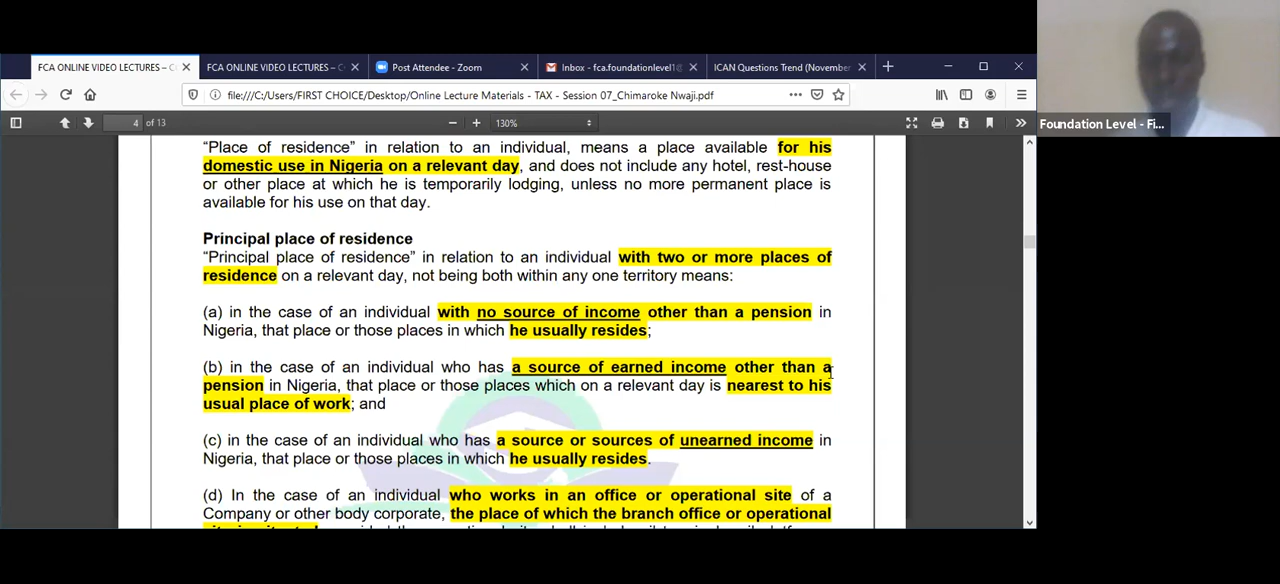 FCA ONLINE VIDEO LECTURES – C
FCA ONLINE VIDEO LECTURES – C
Post Attendee - Zoom
Inbox - fca.foundationlevel1@
ICAN Questions Trend (November
file:///C:/Users/FIRST CHOICE/Desktop/Online Lecture Materials - TAX - Session 07_Chimaroke Nwaji.pdf
Foundation Level - Fi...
4 of 13
130%
“Place of residence” in relation to an individual, means a place available for his
domestic use in Nigeria on a relevant day, and does not include any hotel, rest-house
or other place at which he is temporarily lodging, unless no more permanent place is
available for his use on that day.
Principal place of residence
“Principal place of residence” in relation to an individual with two or more places of
residence on a relevant day, not being both within any one territory means:
(a) in the case of an individual with no source of income other than a pension in
Nigeria, that place or those places in which he usually resides;
(b) in the case of an individual who has a source of earned income other than a
pension in Nigeria, that place or those places which on a relevant day is nearest to his
usual place of work; and
(c) in the case of an individual who has a source or sources of unearned income in
Nigeria, that place or those places in which he usually resides.
(d) In the case of an individual who works in an office or operational site of a
Company or other body corporate, the place of which the branch office or operational